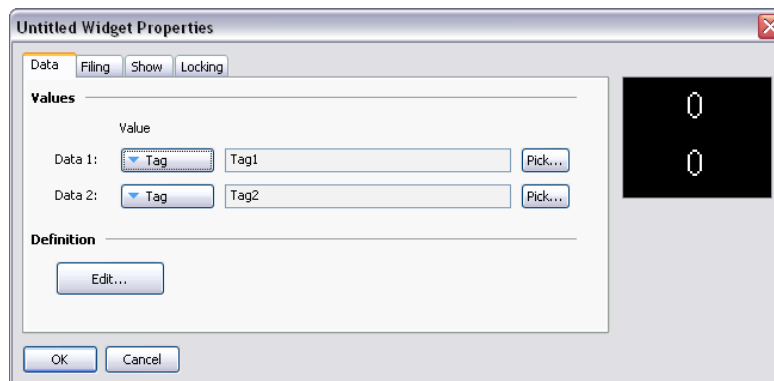 Untitled Widget Properties
Data Filing Show Locking
Values
Value
Data 1: Tag Tag1 Pick...
Data 2: Tag Tag2 Pick...
Definition
Edit...
OK Cancel
0
0